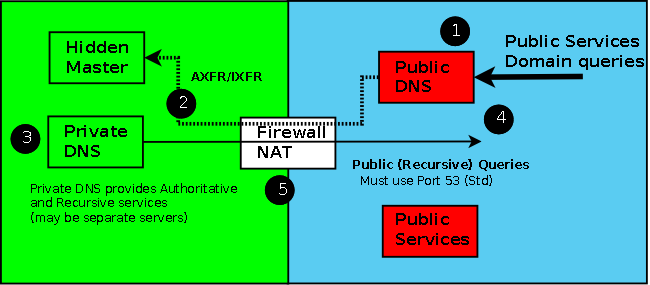 1
Hidden
Master
Public
DNS
Public Services
Domain queries
AXFR/IXFR
2
3
Private
DNS
Firewall
NAT
4
Public (Recursive) Queries
Must use Port 53 (Std)
5
Private DNS provides Authoritative
and Recursive services
(may be separate servers)
Public
Services